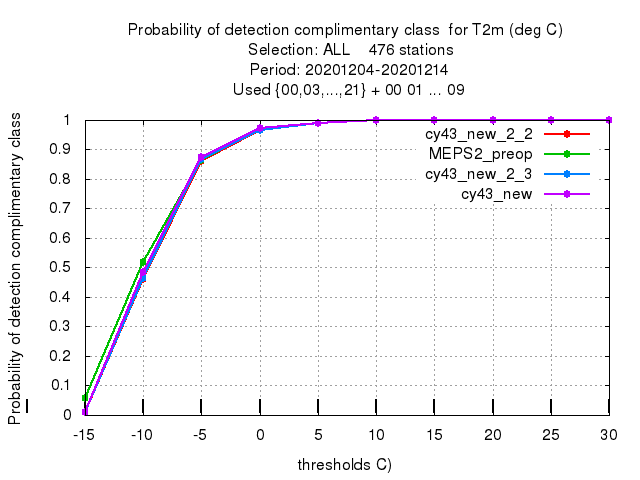 Probability of detection complimentary class  for T2m (deg C)
Selection: ALL    476 stations
Period: 20201204-20201214
Used {00,03,...,21} + 00 01 ... 09
Probability of detection complimentary class
1
0.9
0.8
0.7
0.6
0.5
0.4
0.3
0.2
0.1
0
cy43_new_2_2
MEPS2_preop
cy43_new_2_3
cy43_new
-15 -10 -5 0 5 10 15 20 25 30
thresholds C)